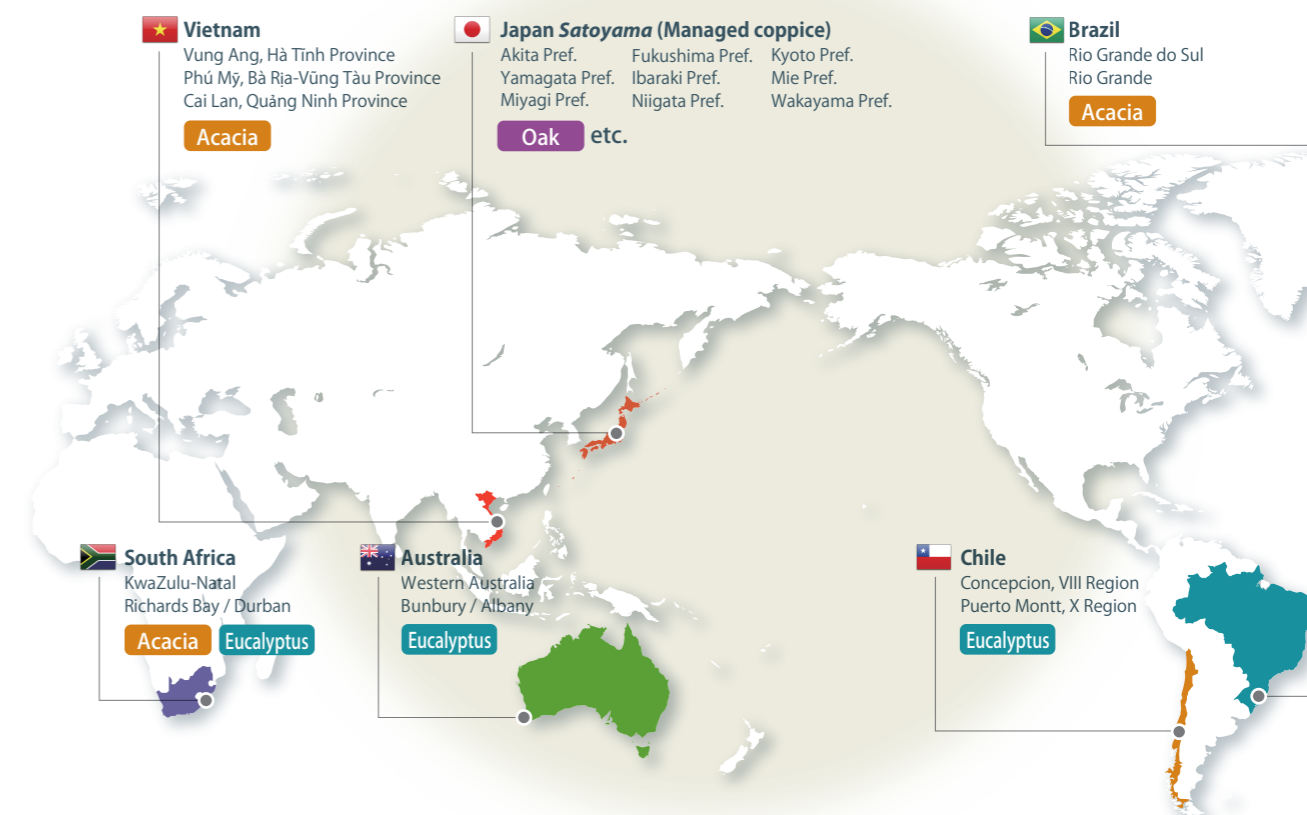 Vietnam
Vung Ang, Hà Tĩnh Province
Phú Mỹ, Bà Rịa-Vũng Tàu Province
Cai Lan, Quảng Ninh Province
Acacia
Japan Satoyama (Managed coppice)
Akita Pref. Fukushima Pref. Kyoto Pref.
Yamagata Pref. Ibaraki Pref. Mie Pref.
Miyagi Pref. Niigata Pref. Wakayama Pref.
Oak etc.
Brazil
Rio Grande do Sul
Rio Grande
Acacia
South Africa
KwaZulu-Natal
Richards Bay / Durban
Acacia Eucalyptus
Australia
Western Australia
Bunbury / Albany
Eucalyptus
Chile
Concepcion, VIII Region
Puerto Montt, X Region
Eucalyptus